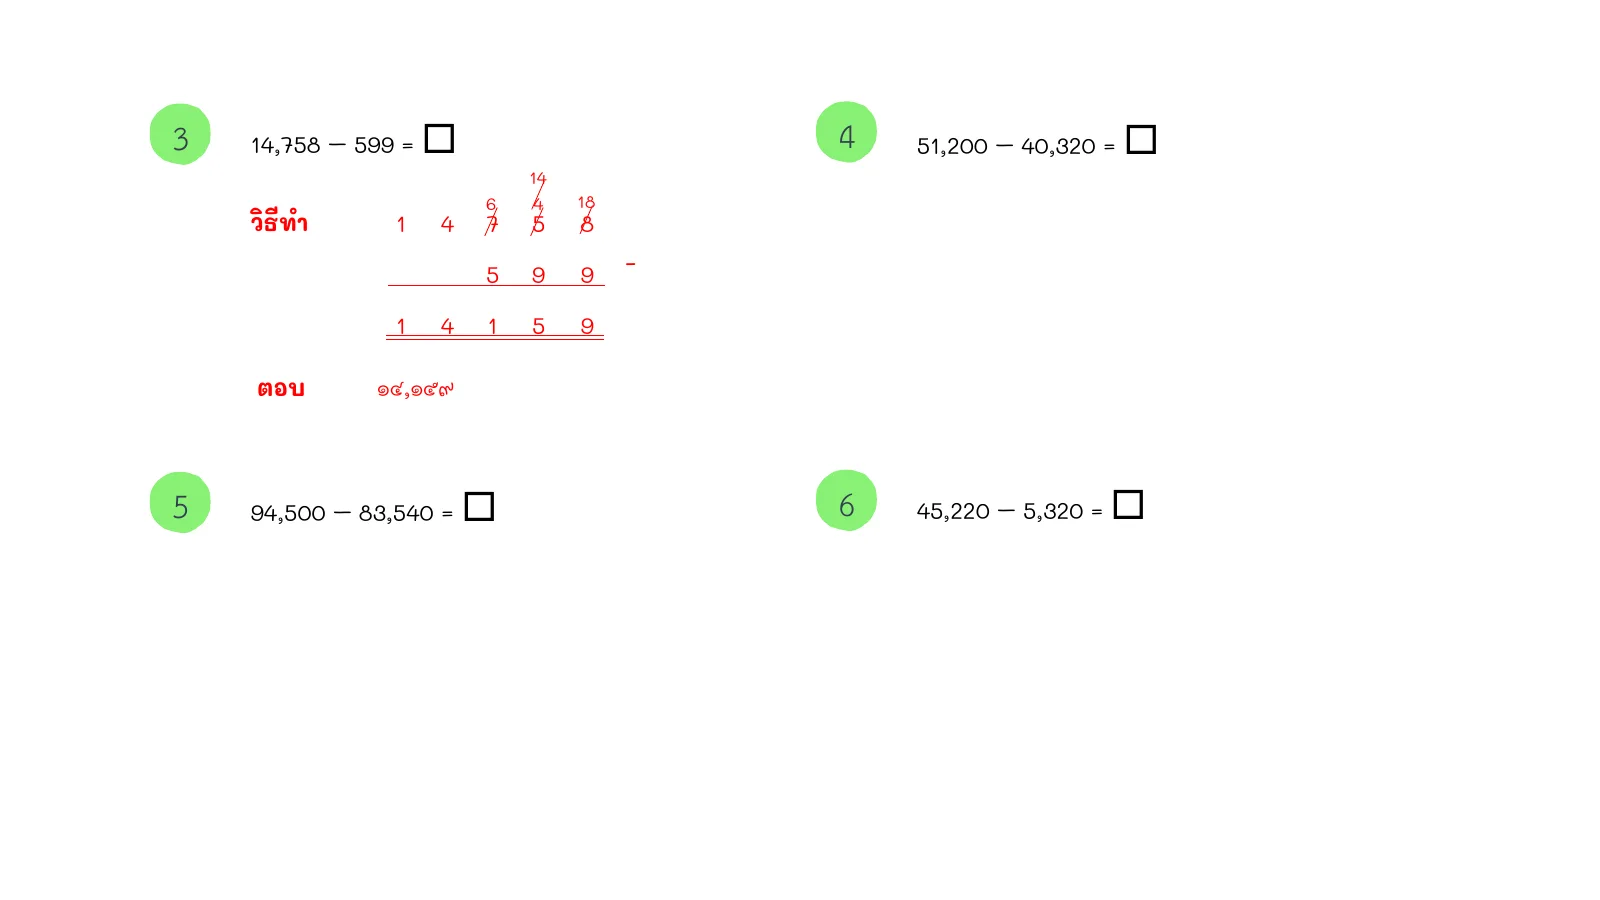 3
14,758 – 599 = □
14
6 4 18
วิธีทำ 1 4 7 5 8
5 9 9 -
1 4 1 5 9
ตอบ ๑๔,๑๕๙
4
51,200 – 40,320 = □
5
94,500 – 83,540 = □
6
45,220 – 5,320 = □